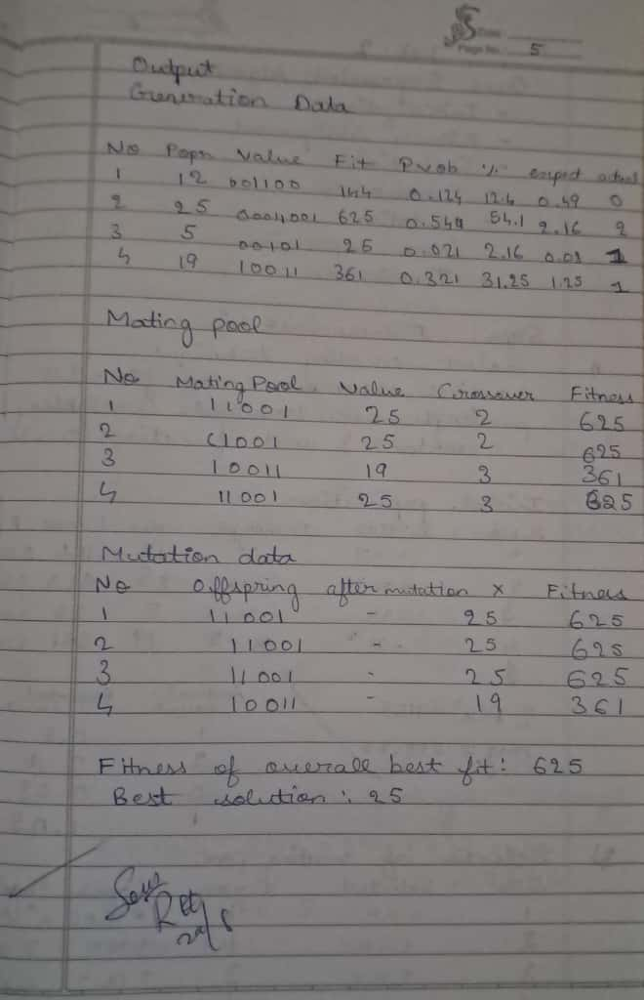 Page No. 5
Output
Generation Data
No Popn Value Fit Prob % expect actual
1 12 001100 144 0.124 12.4 0.49 0
2 25 0001001 625 0.549 54.1 2.16 2
3 5 00101 25 0.021 2.16 0.08 1
4 19 10011 361 0.321 31.25 1.25 1
Mating pool
No Mating Pool Value Crossover Fitness
1 11001 25 2 625
2 11001 25 2 625
3 10011 19 3 361
4 11001 25 3 625
Mutation data
No Offspring after mutation X Fitness
1 11001 - 25 625
2 11001 - 25 625
3 11001 - 25 625
4 10011 - 19 361
Fitness of overall best fit: 625
Best solution: 25